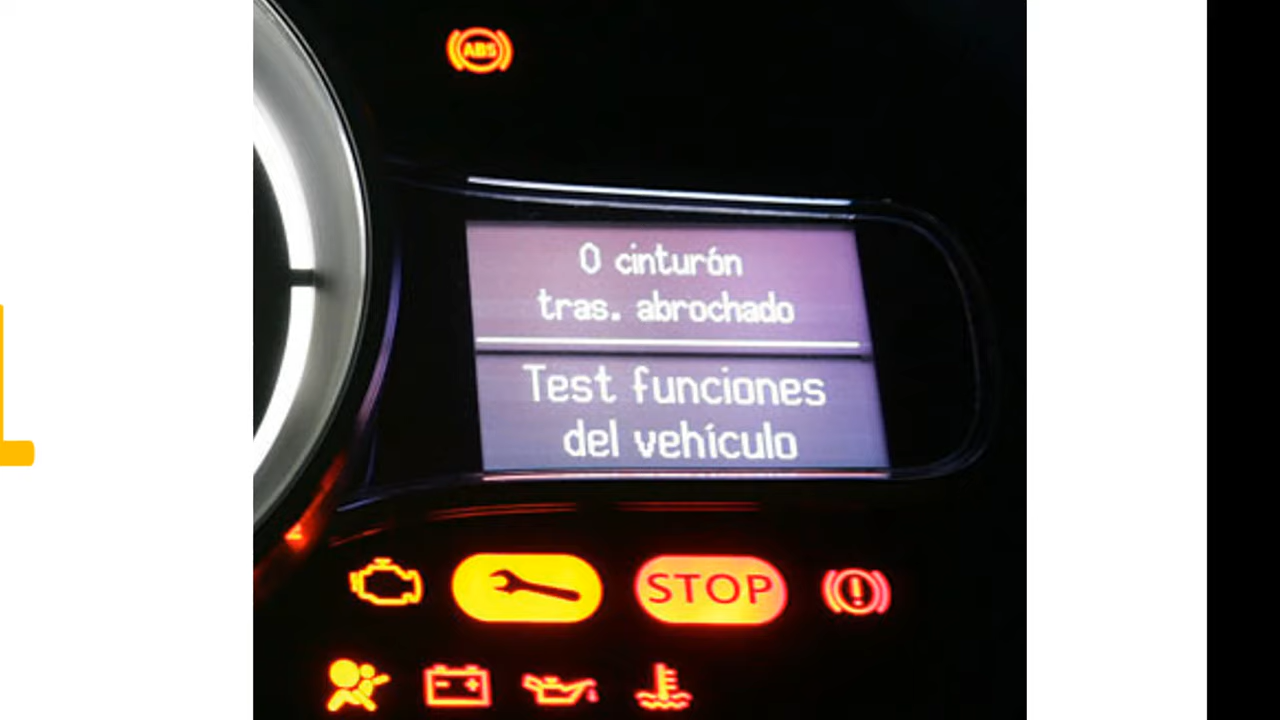 ABS
0 cinturón
tras. abrochado
Test funciones
del vehículo
STOP